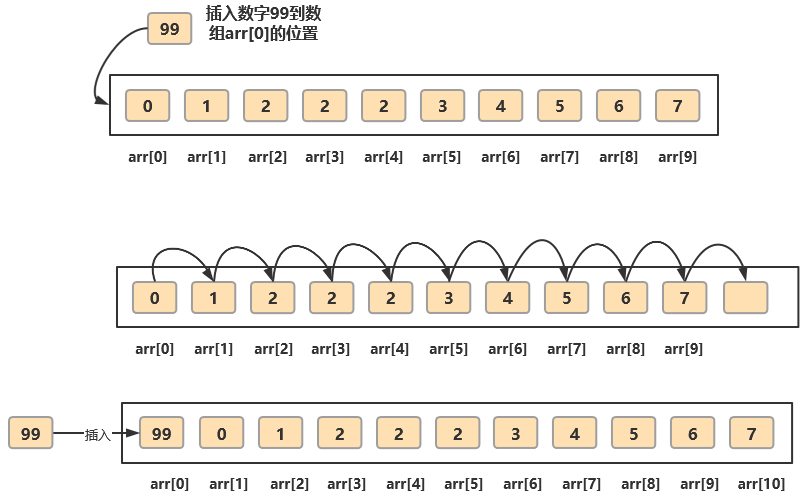 99
插入数字99到数
组arr[0]的位置
0 1 2 2 2 3 4 5 6 7
arr[0] arr[1] arr[2] arr[3] arr[4] arr[5] arr[6] arr[7] arr[8] arr[9]
0 1 2 2 2 3 4 5 6 7
arr[0] arr[1] arr[2] arr[3] arr[4] arr[5] arr[6] arr[7] arr[8] arr[9]
99 插入 99 0 1 2 2 2 3 4 5 6 7
arr[0] arr[1] arr[2] arr[3] arr[4] arr[5] arr[6] arr[7] arr[8] arr[9] arr[10]